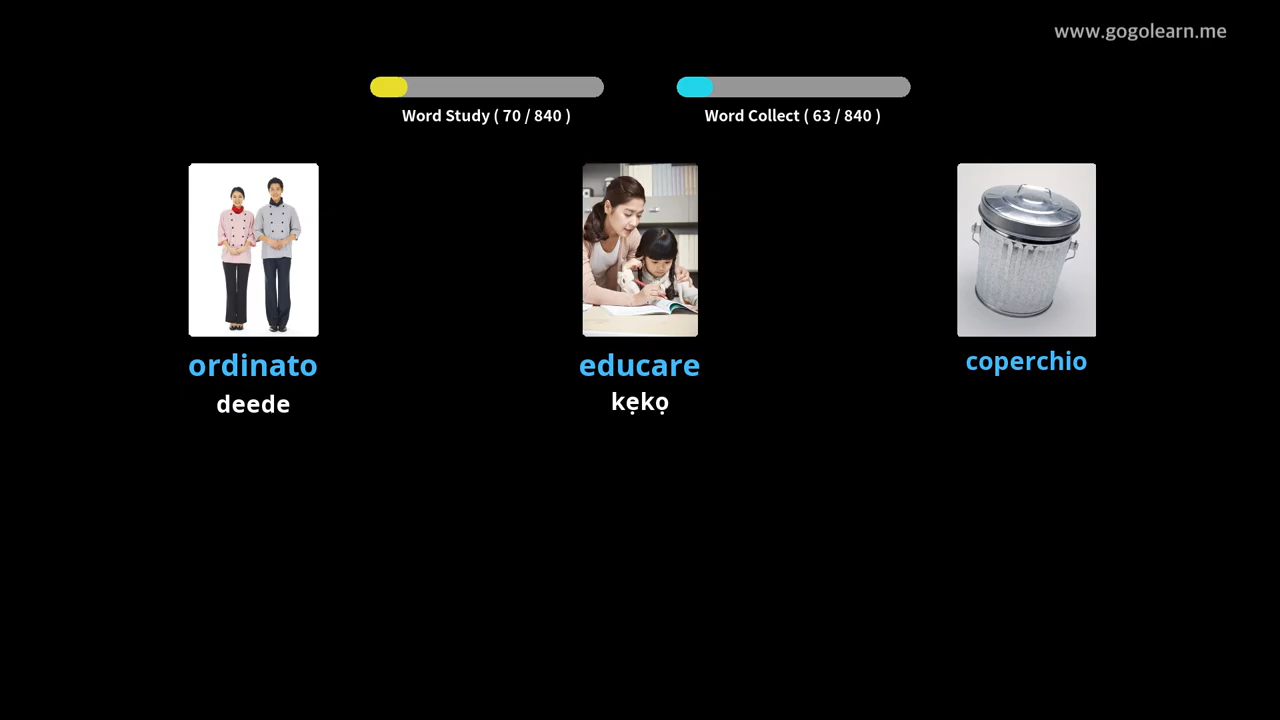 www.gogolearn.me
Word Study ( 70 / 840 )
Word Collect ( 63 / 840 )
ordinato
deede
educare
kẹkọ
coperchio